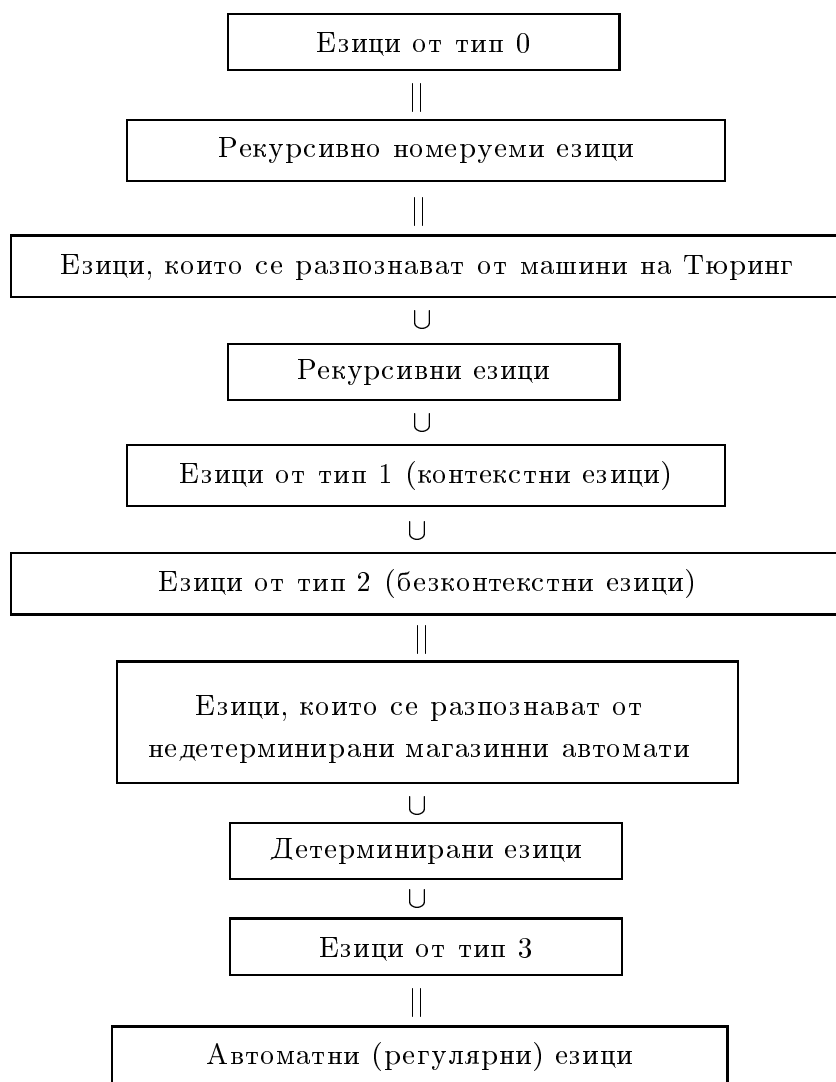 Езици от тип 0
||
Рекурсивно номеруеми езици
||
Езици, които се разпознават от машини на Тюринг
∪
Рекурсивни езици
∪
Езици от тип 1 (контекстни езици)
∪
Езици от тип 2 (безконтекстни езици)
||
Езици, които се разпознават от
недетерминирани магазинни автомати
∪
Детерминирани езици
∪
Езици от тип 3
||
Автоматни (регулярни) езици